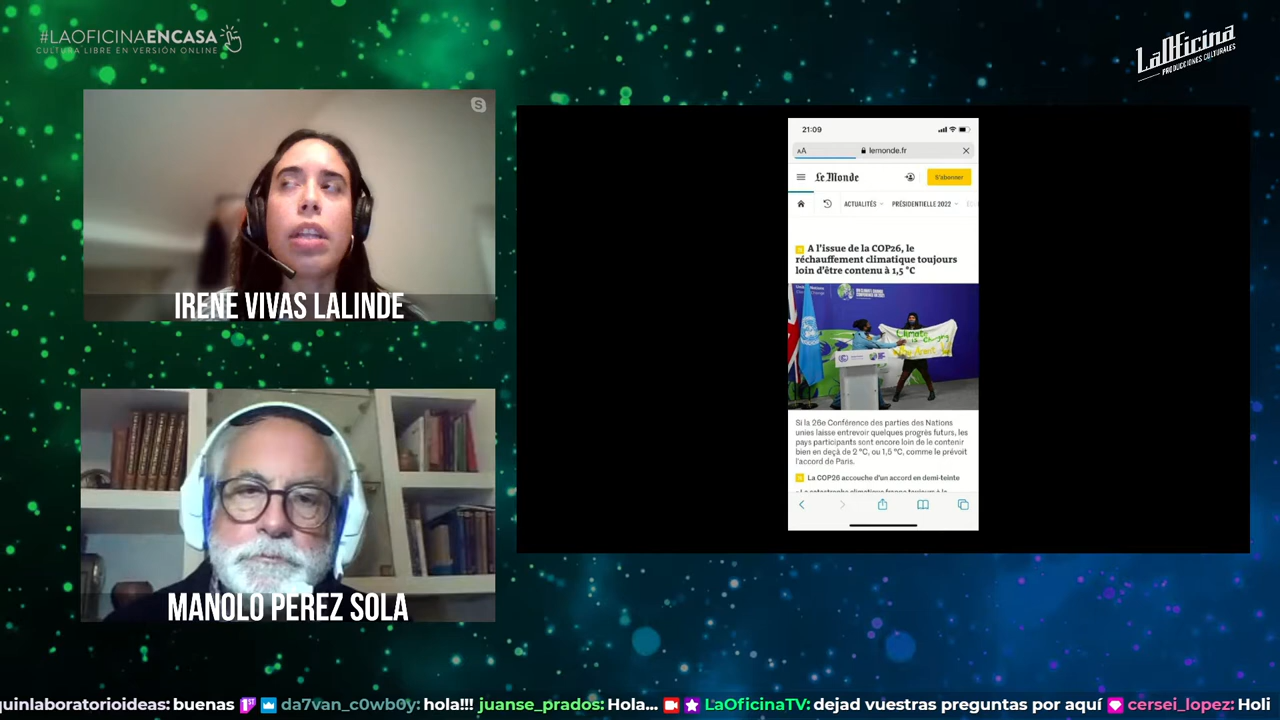 #LAOFICINAENCASA
CULTURA LIBRE EN VERSIÓN ONLINE
LaOficina
PRODUCCIONES CULTURALES
IRENE VIVAS LALINDE
MANOLO PEREZ SOLA
21:09
AA
lemonde.fr
Le Monde
S'abonner
ACTUALITÉS
PRÉSIDENTIELLE 2022
A l'issue de la COP26, le
réchauffement climatique toujours
loin d'être contenu à 1,5 °C
Climate
is Changing
Si la 26e Conférence des parties des Nations
unies laisse entrevoir quelques progrès futurs, les
pays participants sont encore loin de le contenir
bien en deçà de 2 °C, ou 1,5 °C, comme le prévoit
l'accord de Paris.
La COP26 accouche d'un accord en demi-teinte
quinlaboratorioideas: buenas da7van_c0wb0y: hola!!! juanse_prados: Hola... LaOficinaTV: dejad vuestras preguntas por aquí cersei_lopez: Holi